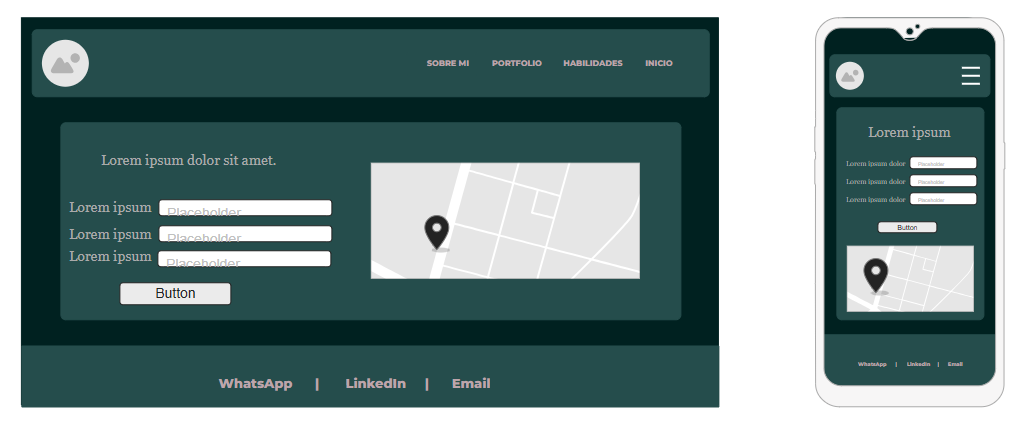 SOBRE MI PORTFOLIO HABILIDADES INICIO
Lorem ipsum dolor sit amet.
Lorem ipsum Placeholder
Lorem ipsum Placeholder
Lorem ipsum Placeholder
Button
WhatsApp | LinkedIn | Email
Lorem ipsum
Lorem ipsum dolor Placeholder
Lorem ipsum dolor Placeholder
Lorem ipsum dolor Placeholder
Button
WhatsApp | LinkedIn | Email